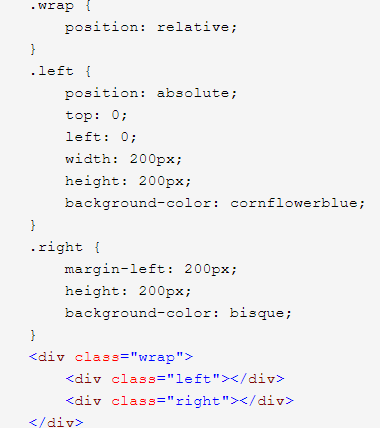 .wrap {
position: relative;
}
.left {
position: absolute;
top: 0;
left: 0;
width: 200px;
height: 200px;
background-color: cornflowerblue;
}
.right {
margin-left: 200px;
height: 200px;
background-color: bisque;
}
<div class="wrap">
<div class="left"></div>
<div class="right"></div>
</div>